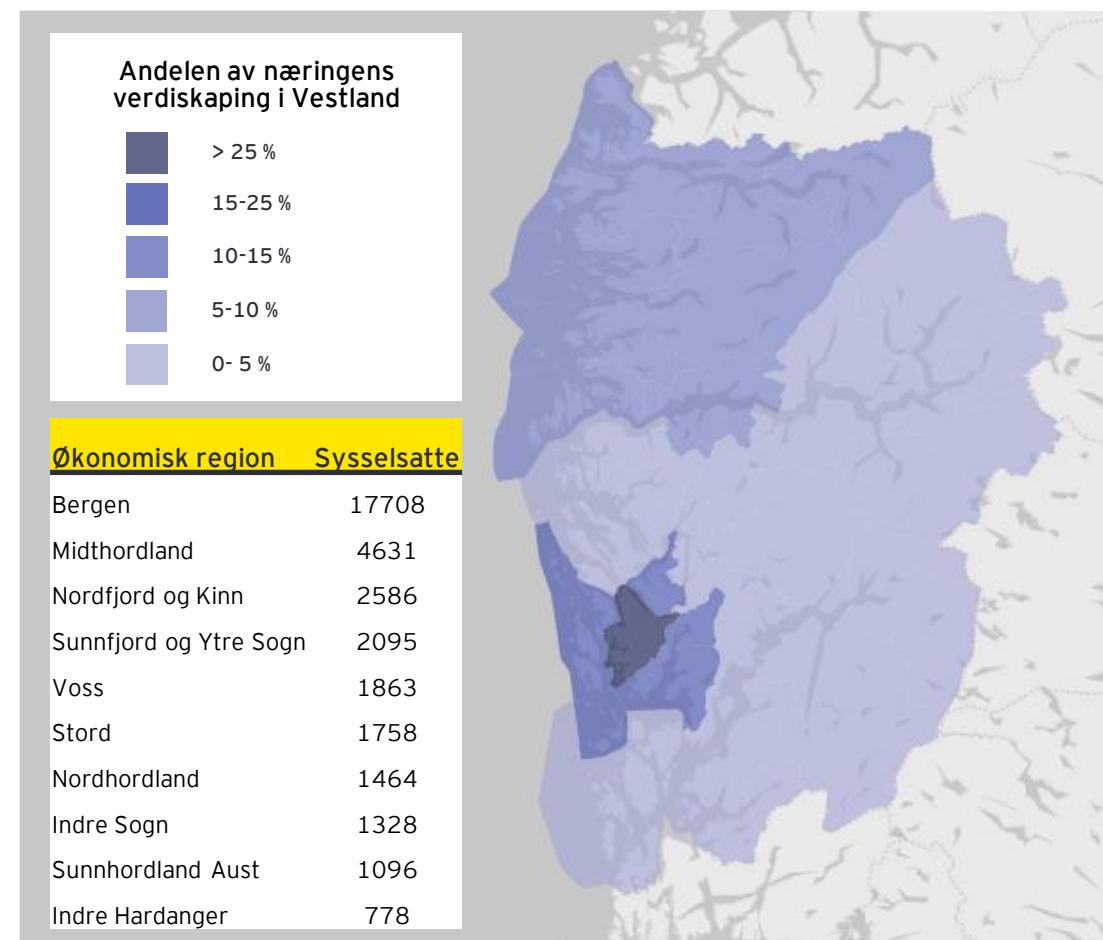 Andelen av næringens
verdiskaping i Vestland
> 25 %
15-25 %
10-15 %
5-10 %
0- 5 %
Økonomisk region Sysselsatte
Bergen 17708
Midthordland 4631
Nordfjord og Kinn 2586
Sunnfjord og Ytre Sogn 2095
Voss 1863
Stord 1758
Nordhordland 1464
Indre Sogn 1328
Sunnhordland Aust 1096
Indre Hardanger 778